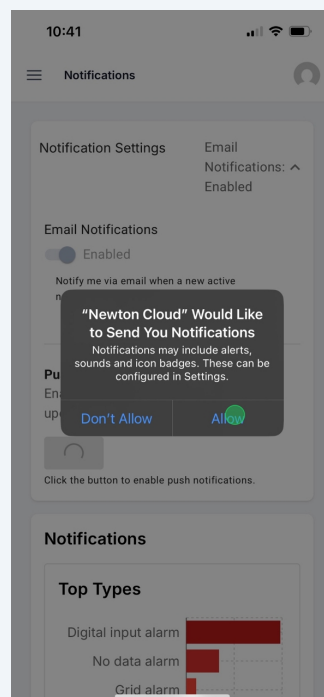 10:41
Notifications
Notification Settings
Email
Notifications:
Enabled
Email Notifications
Enabled
Notify me via email when a new active
“Newton Cloud” Would Like
to Send You Notifications
Notifications may include alerts,
sounds and icon badges. These can be
configured in Settings.
Don't Allow
Allow
Click the button to enable push notifications.
Notifications
Top Types
Digital input alarm
No data alarm
Grid alarm